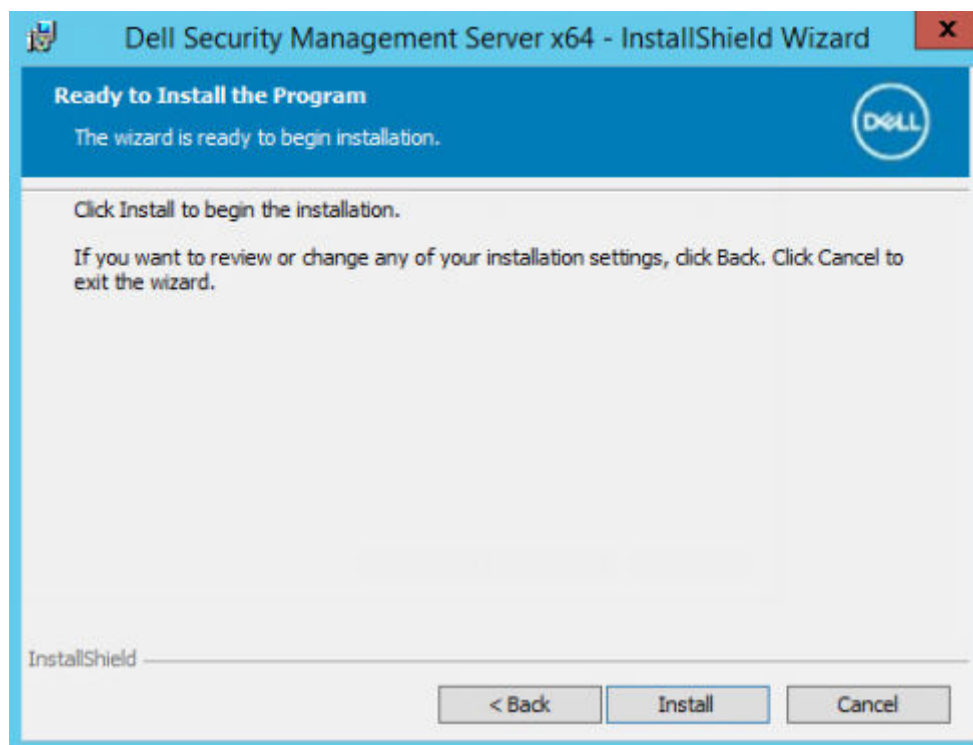 Dell Security Management Server x64 - InstallShield Wizard
x
Ready to Install the Program
The wizard is ready to begin installation.
DELL
Click Install to begin the installation.
If you want to review or change any of your installation settings, click Back. Click Cancel to
exit the wizard.
InstallShield
< Back
Install
Cancel